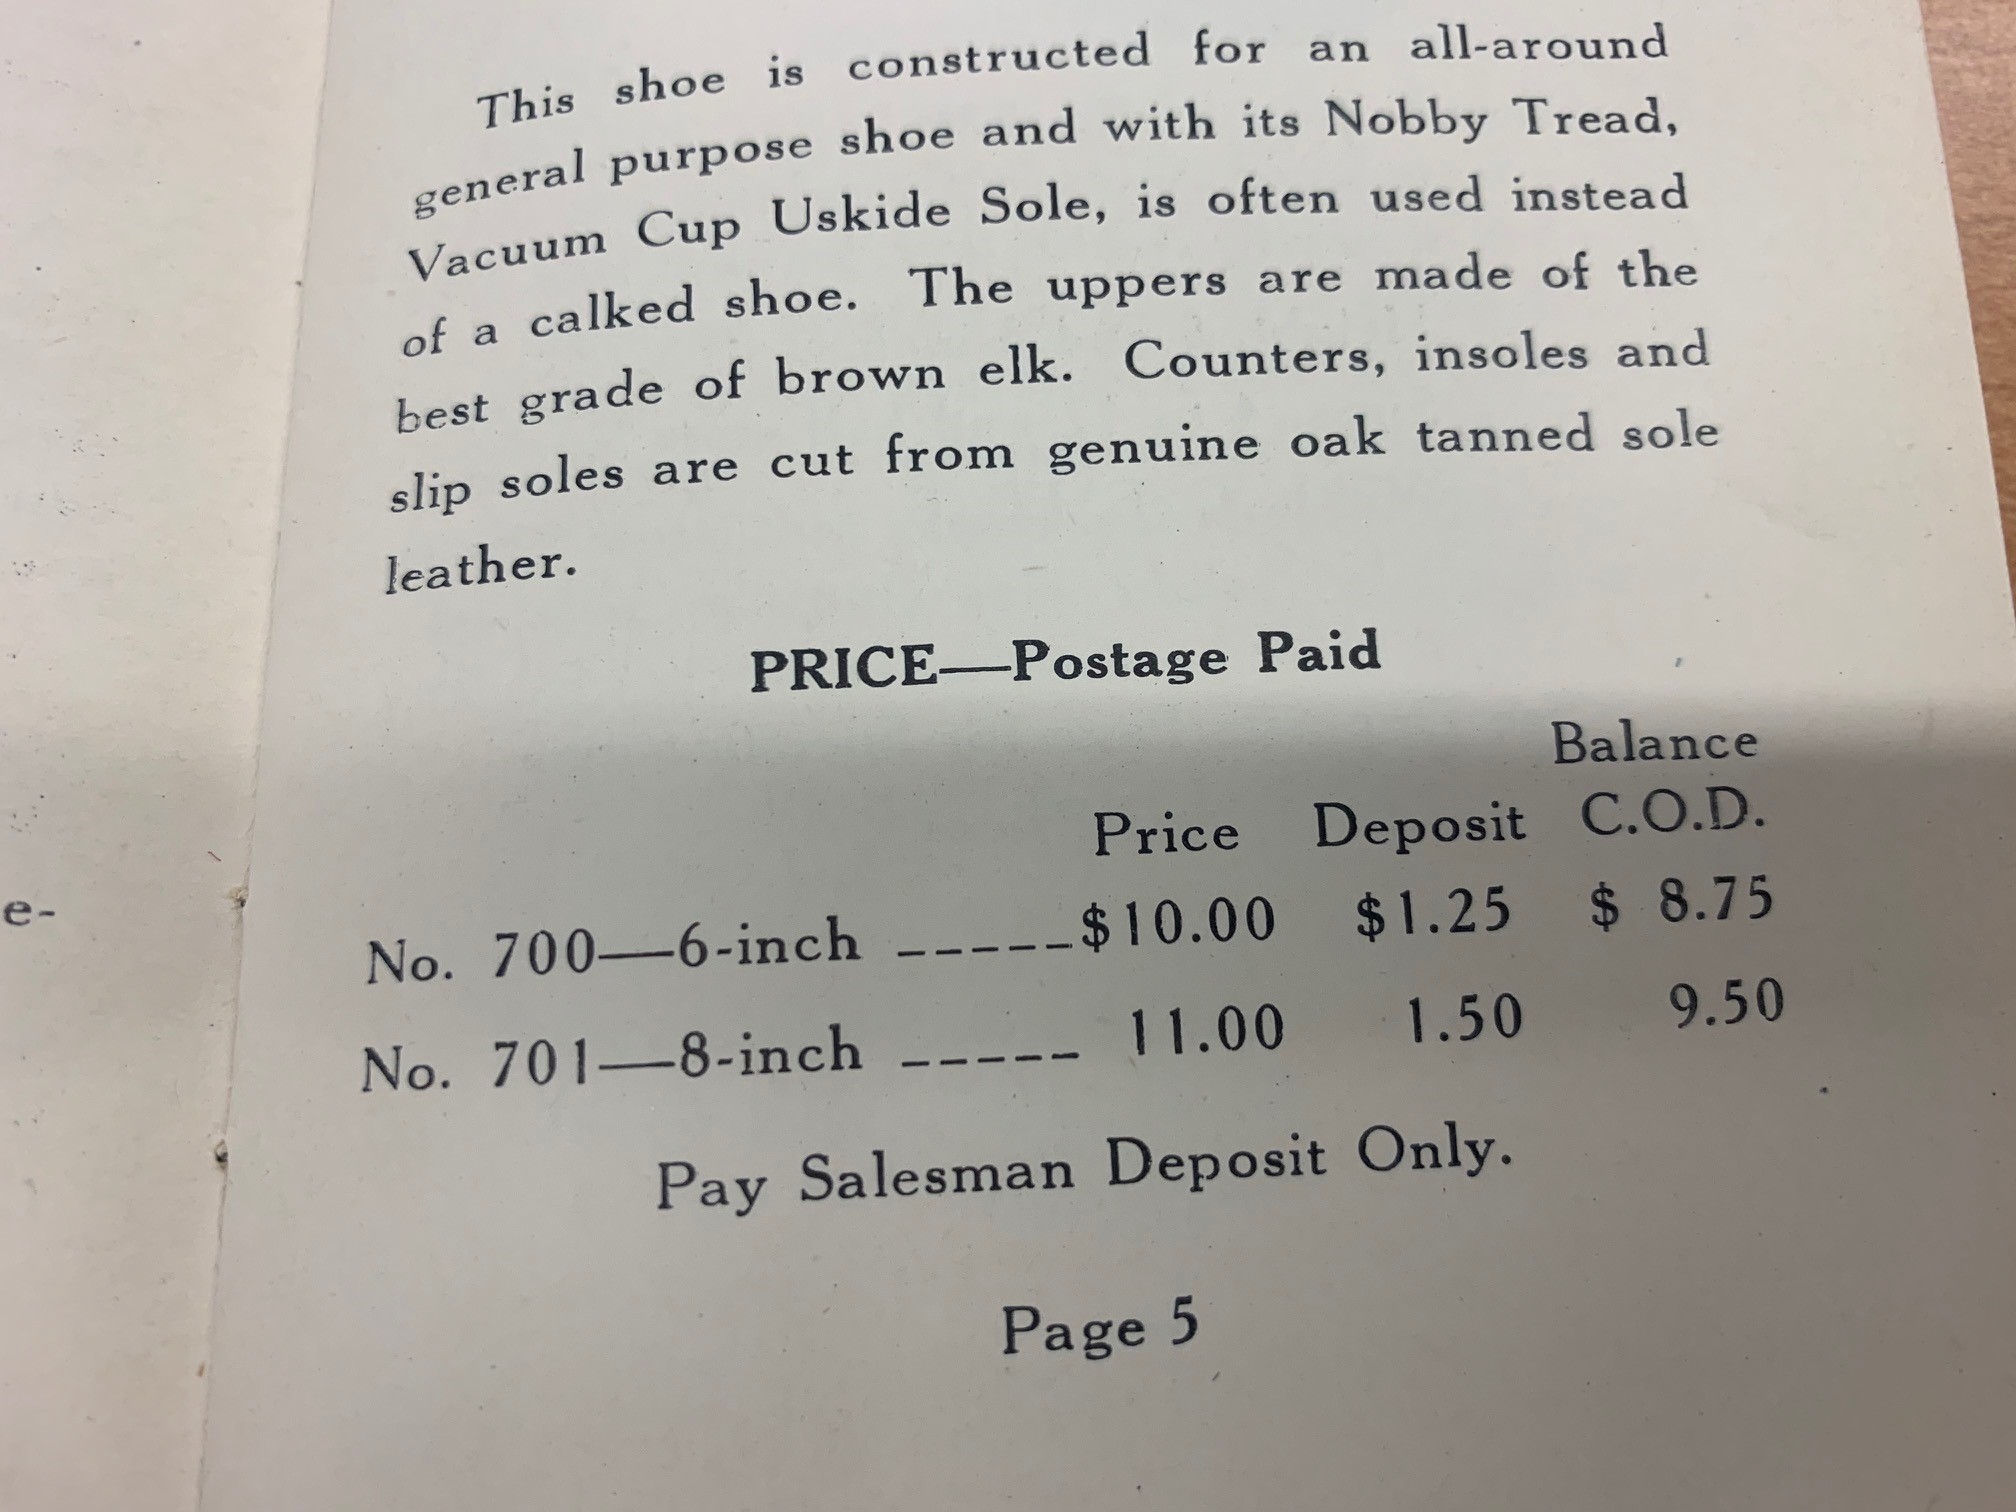 This shoe is constructed for an all-around
general purpose shoe and with its Nobby Tread,
Vacuum Cup Uskide Sole, is often used instead
of a calked shoe. The uppers are made of the
best grade of brown elk. Counters, insoles and
slip soles are cut from genuine oak tanned sole
leather.
PRICE—Postage Paid
Balance
Price Deposit C.O.D.
No. 700—6-inch -----$10.00 $1.25 $ 8.75
No. 701—8-inch ----- 11.00 1.50 9.50
Pay Salesman Deposit Only.
Page 5
e-